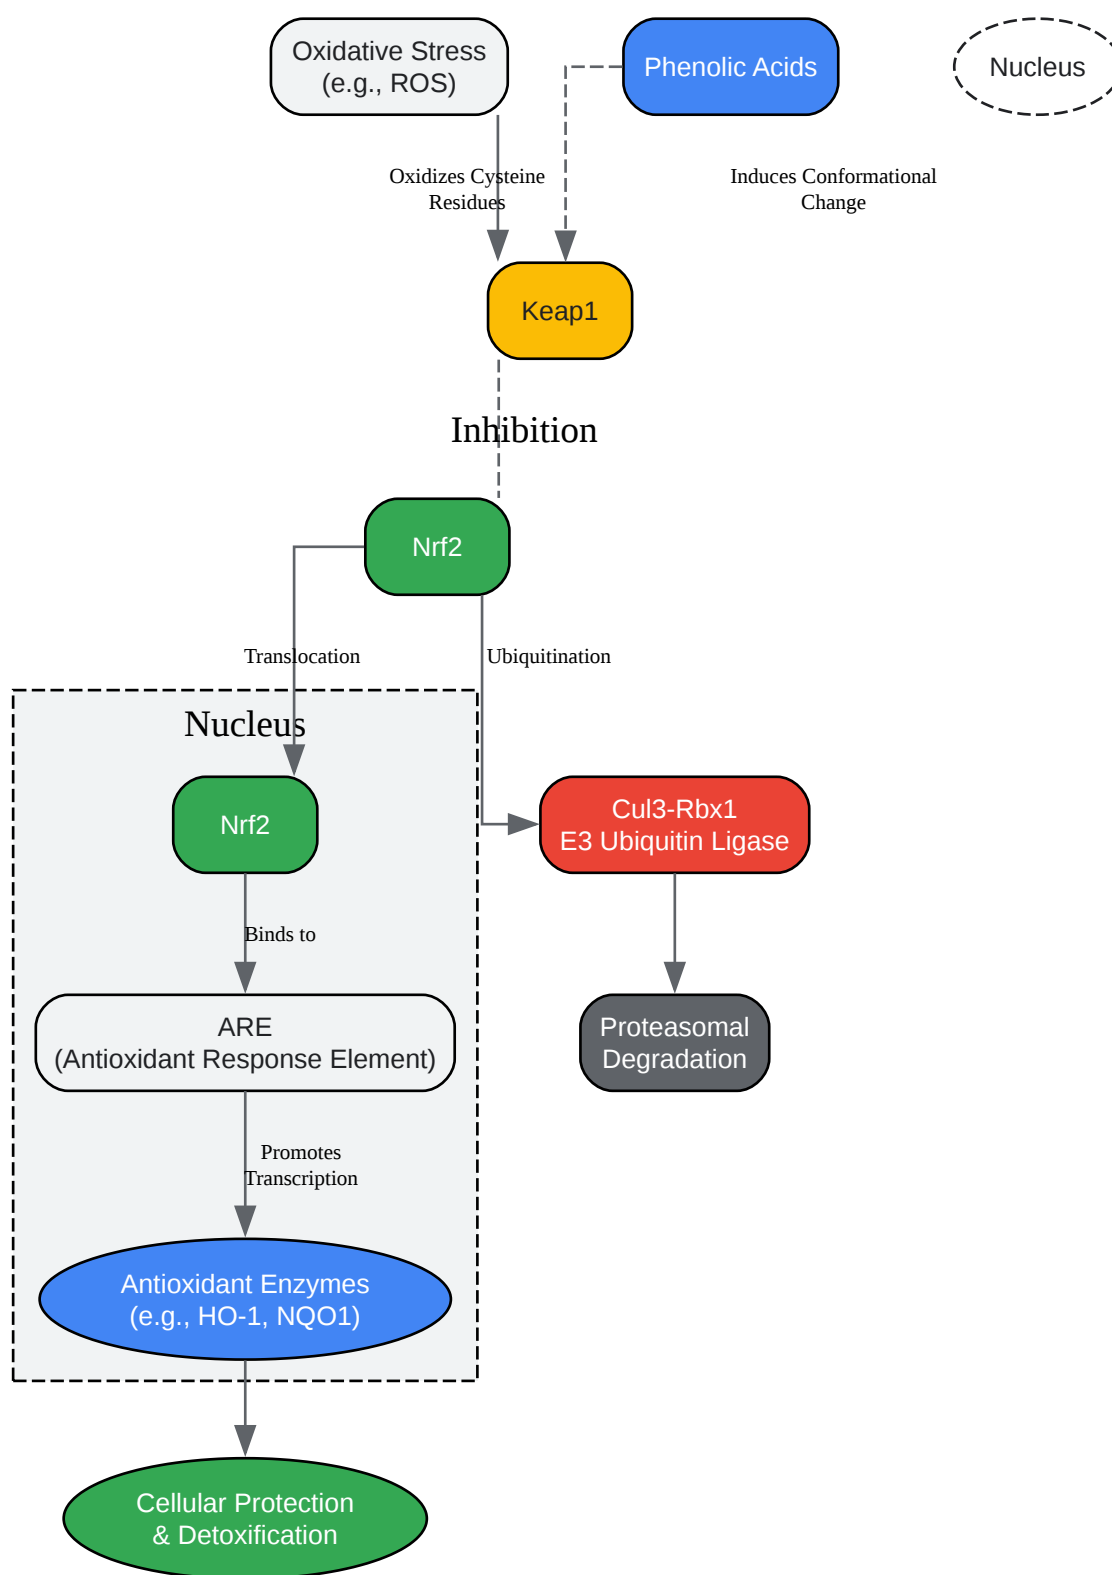 Oxidative Stress
(e.g., ROS)
Phenolic Acids
Nucleus
Oxidizes Cysteine
Residues
Induces Conformational
Change
Keap1
Inhibition
Nrf2
Translocation
Ubiquitination
Nucleus
Nrf2
Cul3-Rbx1
E3 Ubiquitin Ligase
Binds to
ARE
(Antioxidant Response Element)
Proteasomal
Degradation
Promotes
Transcription
Antioxidant Enzymes
(e.g., HO-1, NQO1)
Cellular Protection
& Detoxification